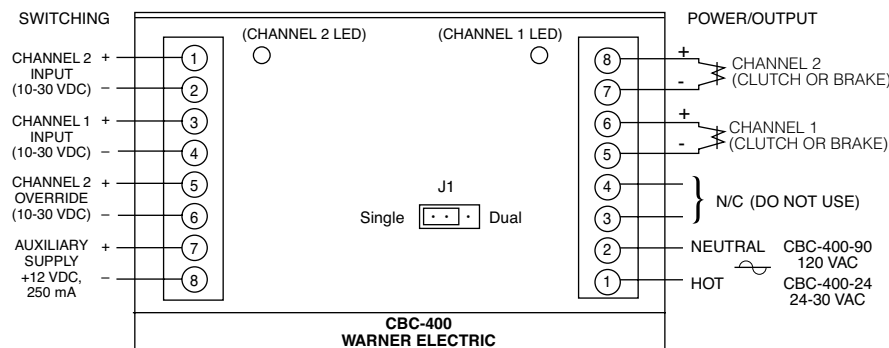 SWITCHING
POWER/OUTPUT
(CHANNEL 2 LED)
(CHANNEL 1 LED)
CHANNEL 2 +
INPUT
(10-30 VDC) –
1
2
CHANNEL 1 +
INPUT
(10-30 VDC) –
3
4
CHANNEL 2 +
OVERRIDE
(10-30 VDC) –
5
6
AUXILIARY +
SUPPLY
+12 VDC, –
250 mA
7
8
J1
Single
Dual
8
7
+
-
CHANNEL 2
(CLUTCH OR BRAKE)
6
5
+
-
CHANNEL 1
(CLUTCH OR BRAKE)
4
3
N/C (DO NOT USE)
2
NEUTRAL
1
HOT
CBC-400-90
120 VAC
CBC-400-24
24-30 VAC
CBC-400
WARNER ELECTRIC